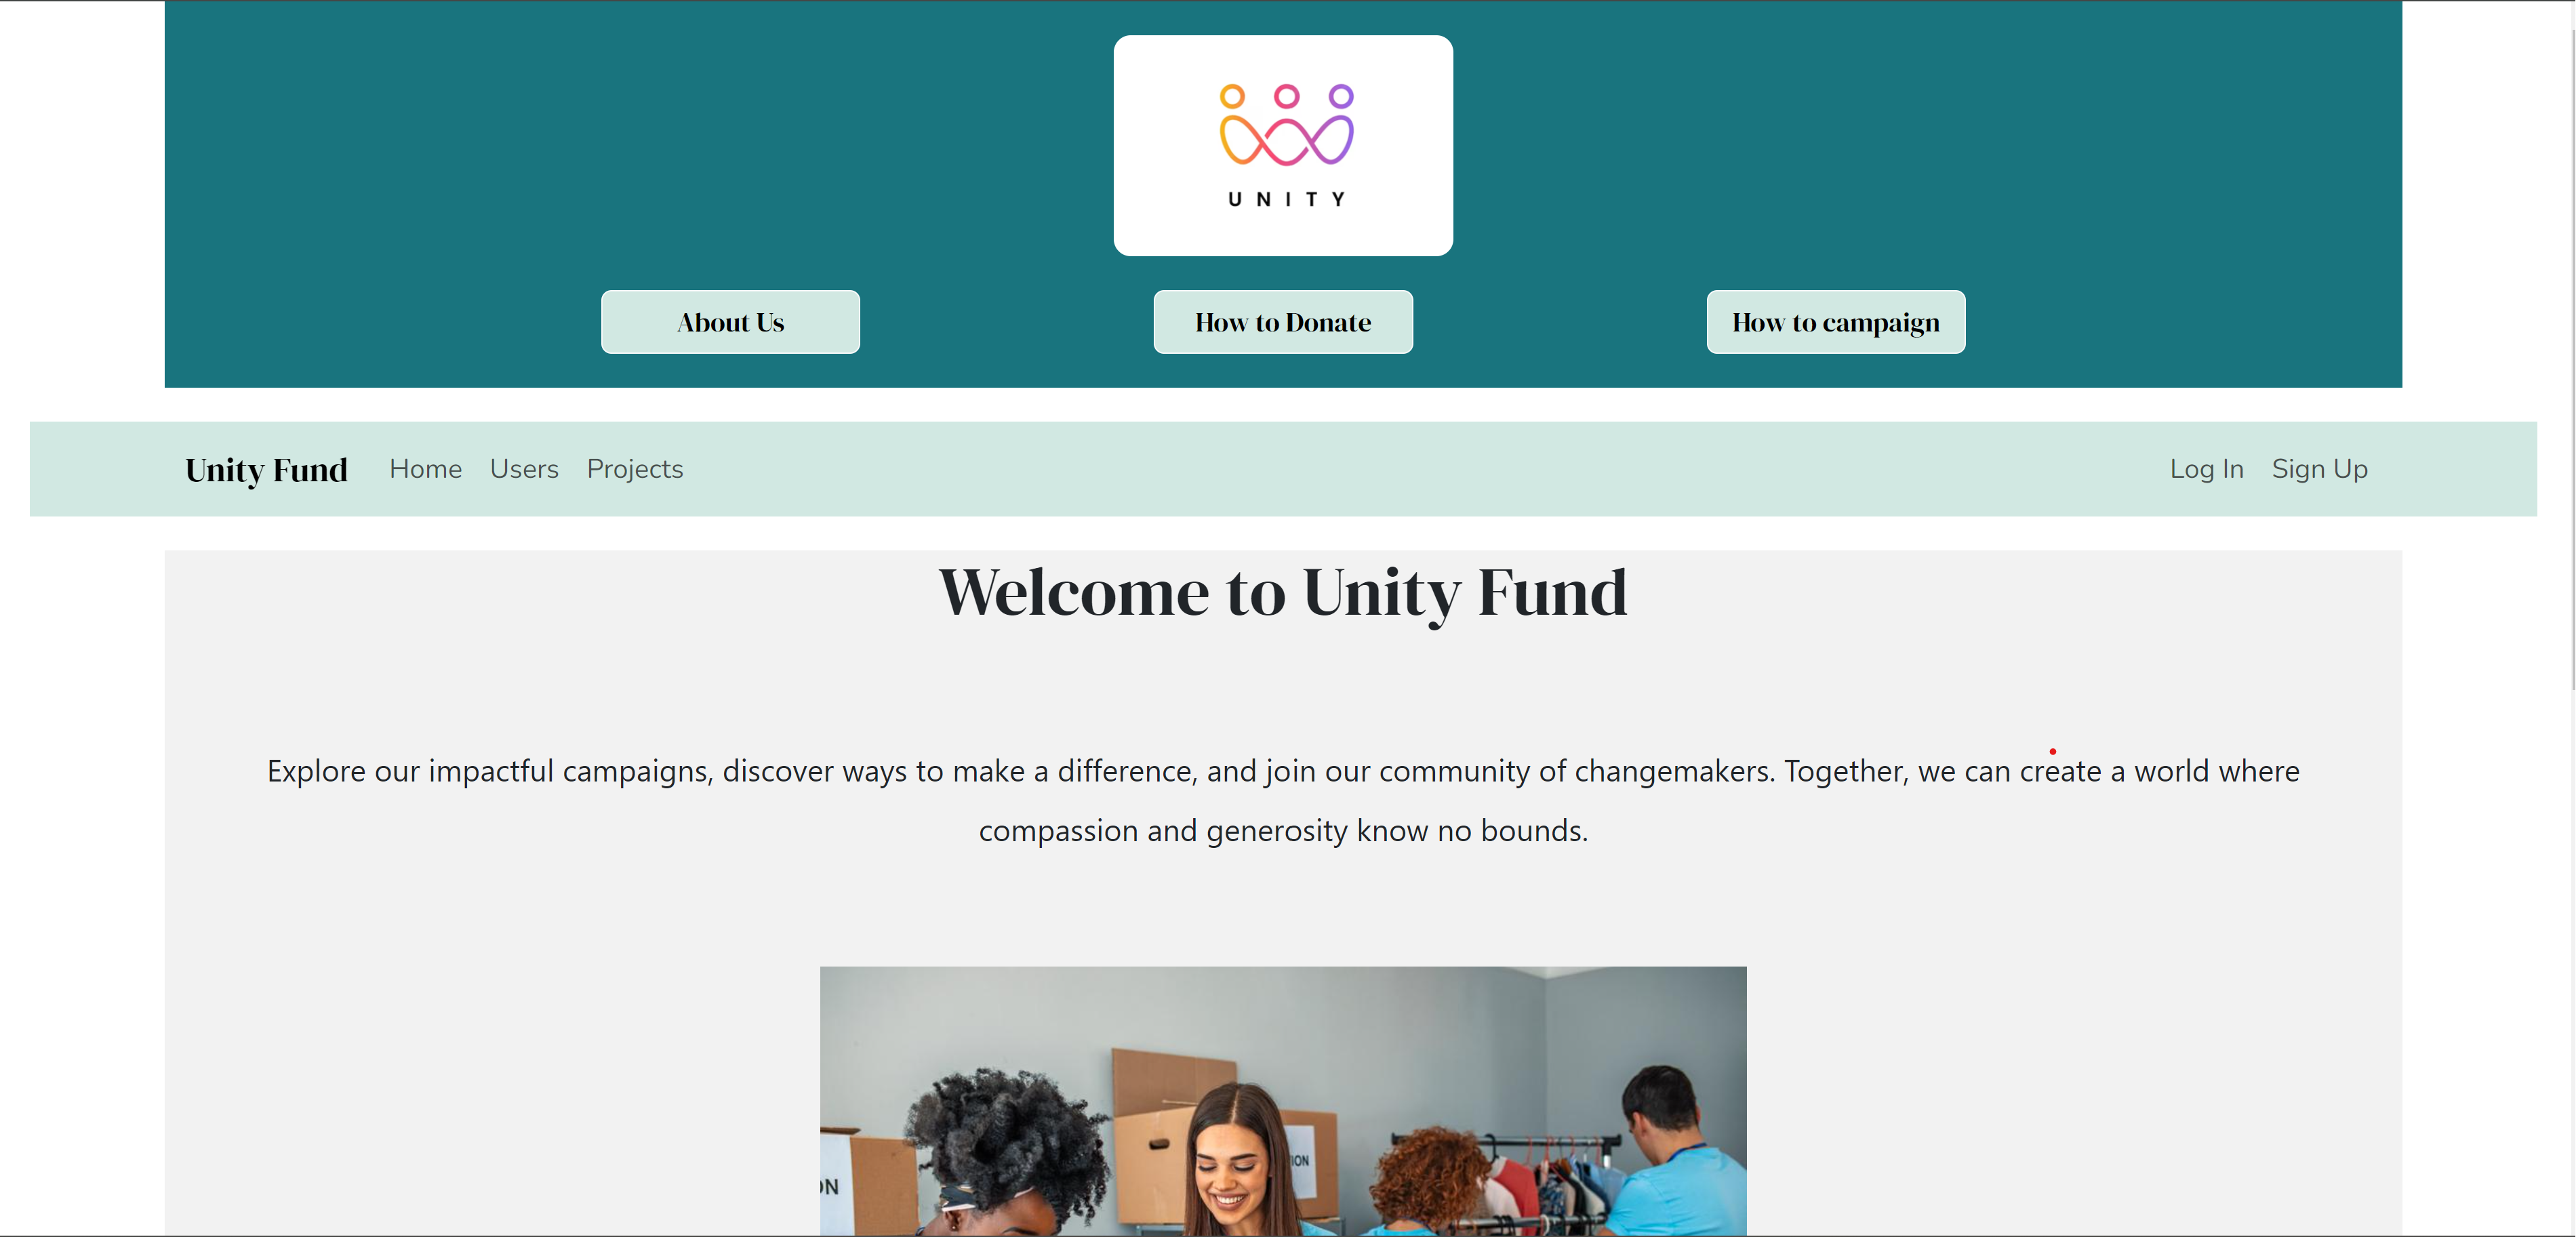 UNITY
About Us
How to Donate
How to campaign
Unity Fund
Home
Users
Projects
Log In
Sign Up
Welcome to Unity Fund
Explore our impactful campaigns, discover ways to make a difference, and join our community of changemakers. Together, we can create a world where
compassion and generosity know no bounds.
ON
ION